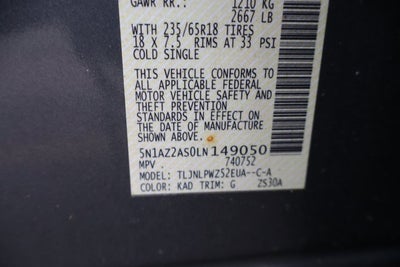 GAWR RR.: 1210 KG
2667 LB
WITH 235/65R18 TIRES
18 X 7.5 RIMS AT 33 PSI
COLD SINGLE
THIS VEHICLE CONFORMS TO
ALL APPLICABLE FEDERAL
MOTOR VEHICLE SAFETY AND
THEFT PREVENTION
STANDARDS IN EFFECT ON
THE DATE OF MANUFACTURE
SHOWN ABOVE.
5N1AZ2AS0LN149050
MPV 740752
MODEL: TLJNLPWZS2EUA--C-A
COLOR: KAD TRIM: G ZS30A